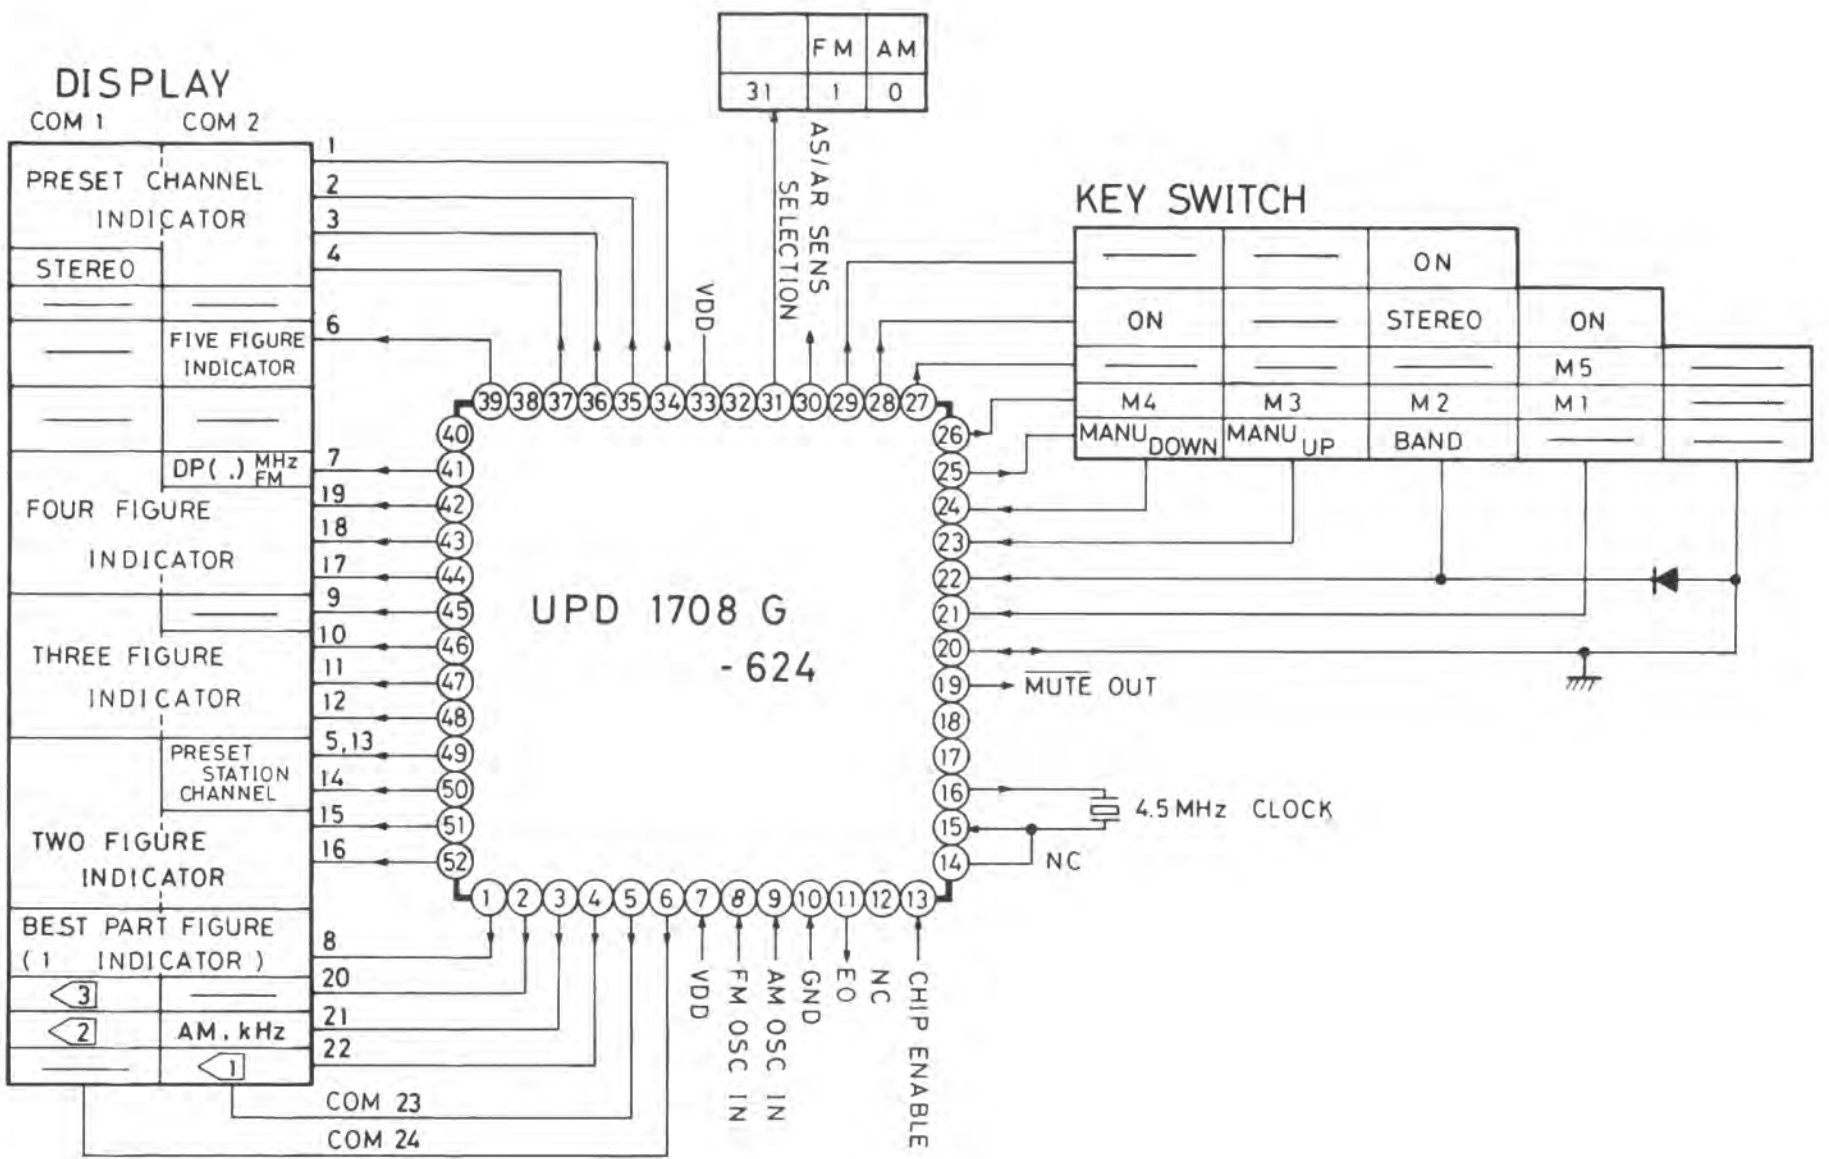 FM AM
31 1 0
AS/AR SENS
SELECTION
VDD
DISPLAY
COM 1 COM 2
PRESET CHANNEL
INDICATOR
STEREO
FIVE FIGURE
INDICATOR
DP(.) MHz
FM
FOUR FIGURE
INDICATOR
THREE FIGURE
INDICATOR
PRESET
STATION
CHANNEL
TWO FIGURE
INDICATOR
BEST PART FIGURE
(1 INDICATOR)
3
2 AM. kHz
1
1
2
3
4
6
7
19
18
17
9
10
11
12
5,13
14
15
16
8
20
21
22
COM 23
COM 24
39 38 37 36 35 34 33 32 31 30 29 28 27
40
41
42
43
44
45
46
47
48
49
50
51
52
UPD 1708 G
-624
26
25
24
23
22
21
20
19
18
17
16
15
14
1 2 3 4 5 6 7 8 9 10 11 12 13
VDD
FM OSC IN
AM OSC IN
GND
EO
NC
CHIP ENABLE
KEY SWITCH
ON
ON STEREO ON
M5
M4 M3 M2 M1
MANU DOWN MANU UP BAND
MUTE OUT
4.5MHz CLOCK
NC